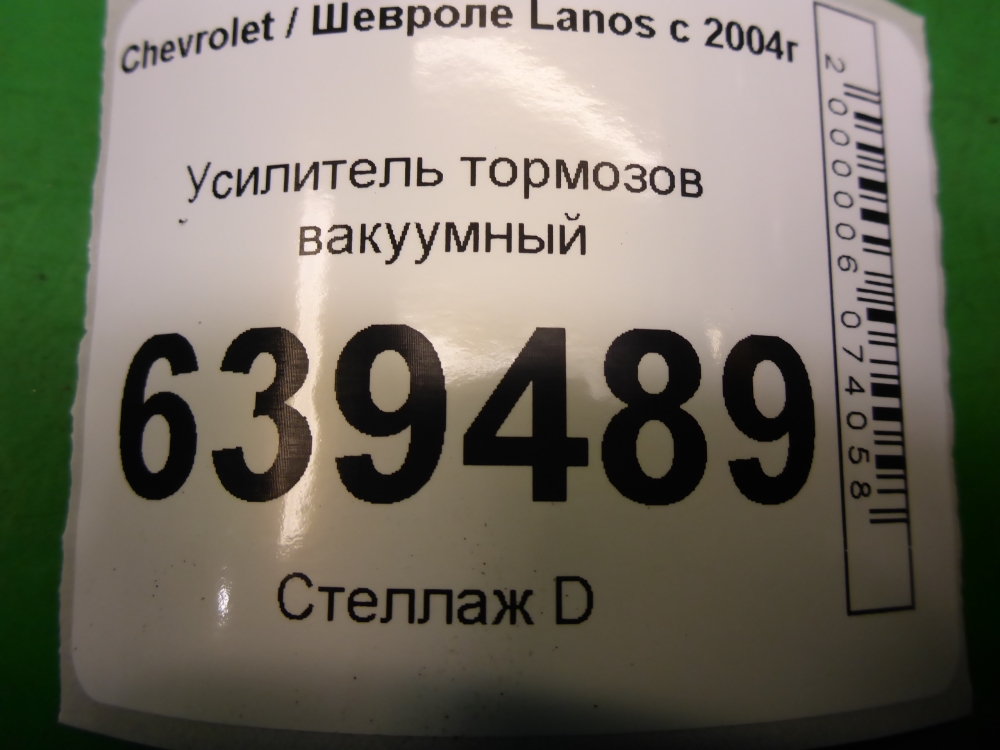 Chevrolet / Шевроле Lanos с 2004г
Усилитель тормозов
вакуумный
639489
Стеллаж D
2000006074058